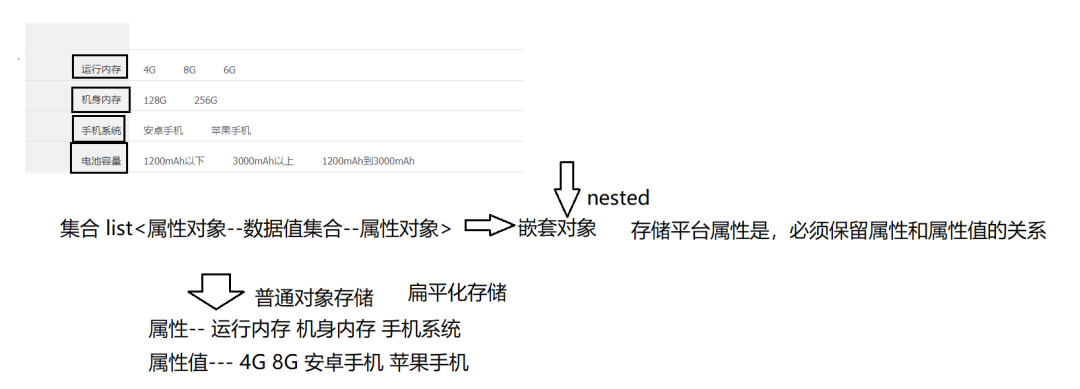 运行内存 4G 8G 6G
机身内存 128G 256G
手机系统 安卓手机 苹果手机
电池容量 1200mAh以下 3000mAh以上 1200mAh到3000mAh
nested
集合 list<属性对象--数据值集合--属性对象> 嵌套对象 存储平台属性是，必须保留属性和属性值的关系
普通对象存储 扁平化存储
属性-- 运行内存 机身内存 手机系统
属性值--- 4G 8G 安卓手机 苹果手机